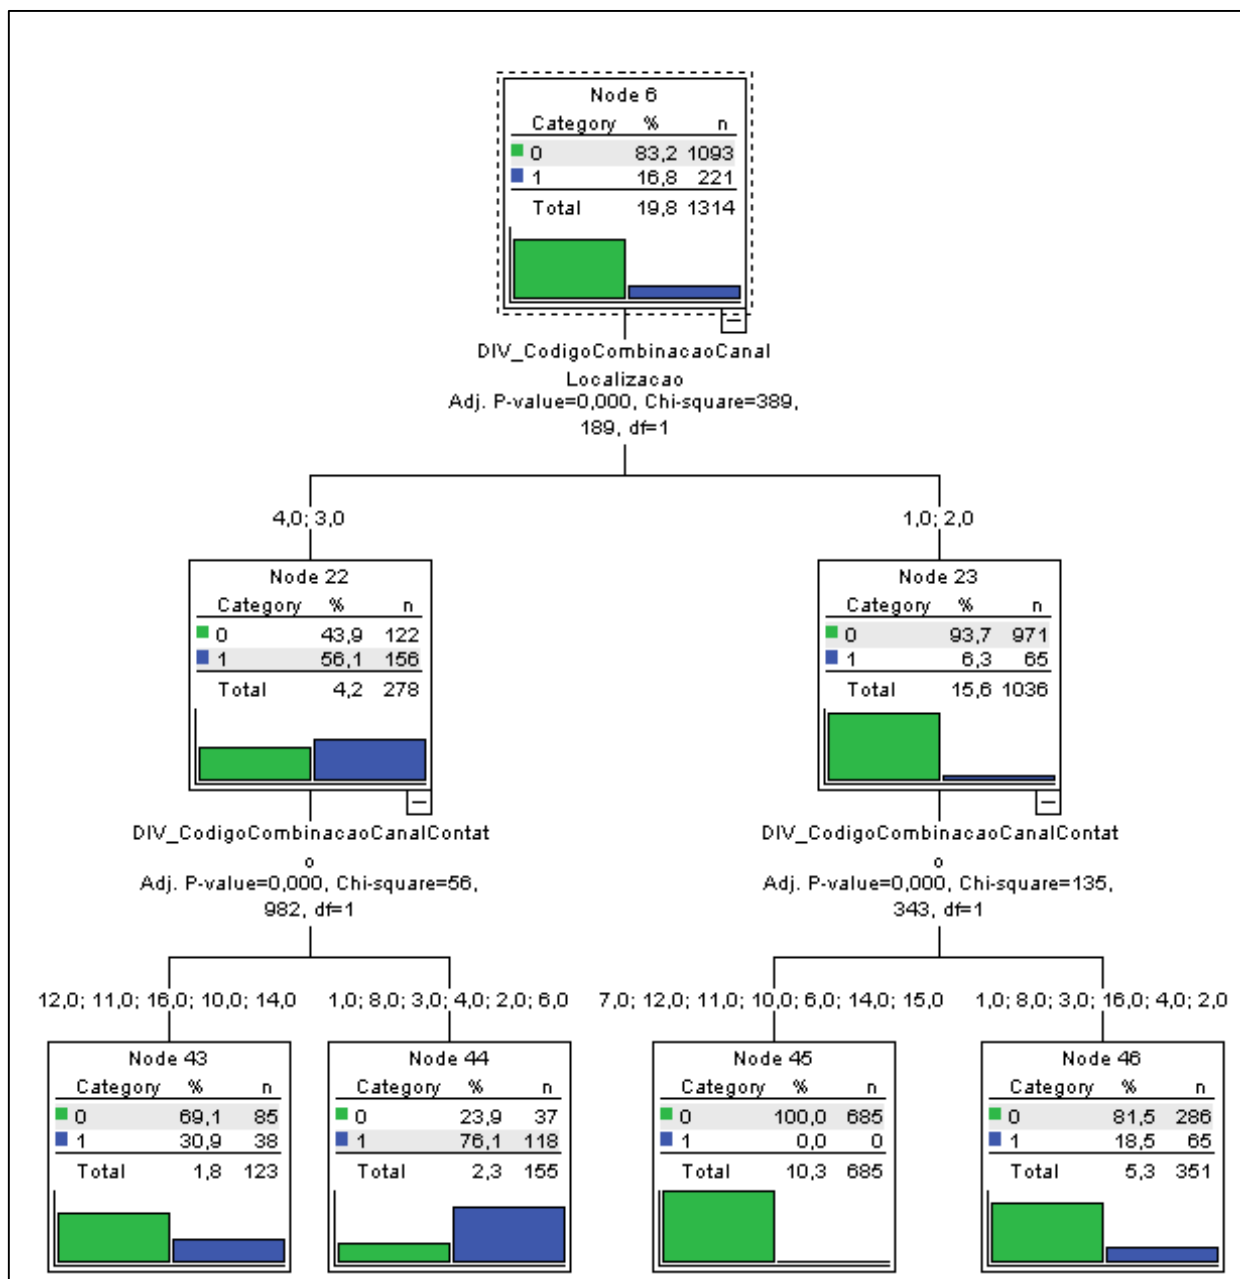 Node 6
Category % n
0 83,2 1093
1 16,8 221
Total 19,8 1314
DIV_CodigoCombinacaoCanal
Localizacao
Adj. P-value=0,000, Chi-square=389,
189, df=1
4,0; 3,0
1,0; 2,0
Node 22
Category % n
0 43,9 122
1 56,1 156
Total 4,2 278
Node 23
Category % n
0 93,7 971
1 6,3 65
Total 15,6 1036
DIV_CodigoCombinacaoCanalContat
o
Adj. P-value=0,000, Chi-square=56,
982, df=1
DIV_CodigoCombinacaoCanalContat
o
Adj. P-value=0,000, Chi-square=135,
343, df=1
12,0; 11,0; 16,0; 10,0; 14,0
1,0; 8,0; 3,0; 4,0; 2,0; 6,0
7,0; 12,0; 11,0; 10,0; 6,0; 14,0; 15,0
1,0; 8,0; 3,0; 16,0; 4,0; 2,0
Node 43
Category % n
0 69,1 85
1 30,9 38
Total 1,8 123
Node 44
Category % n
0 23,9 37
1 76,1 118
Total 2,3 155
Node 45
Category % n
0 100,0 685
1 0,0 0
Total 10,3 685
Node 46
Category % n
0 81,5 286
1 18,5 65
Total 5,3 351